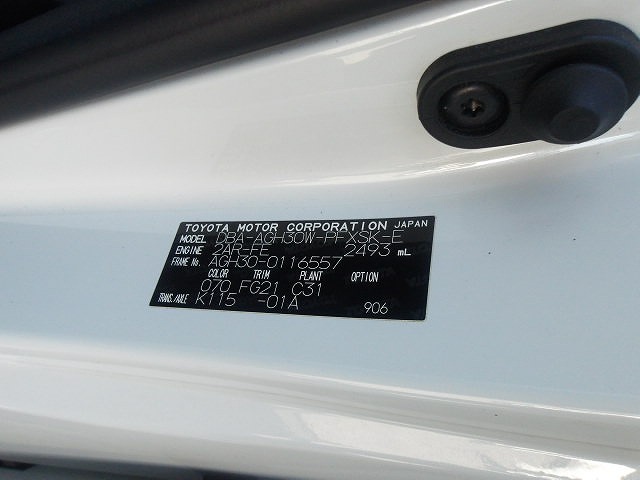 TOYOTA MOTOR CORPORATION JAPAN
MODEL DBA-AGH30W-PFXSK-E
ENGINE 2AR-FE 2493 mL
FRAME No. AGH30-0116557
COLOR TRIM PLANT OPTION
070 FG21 C31
TRANS./AXLE K115 -01A
906